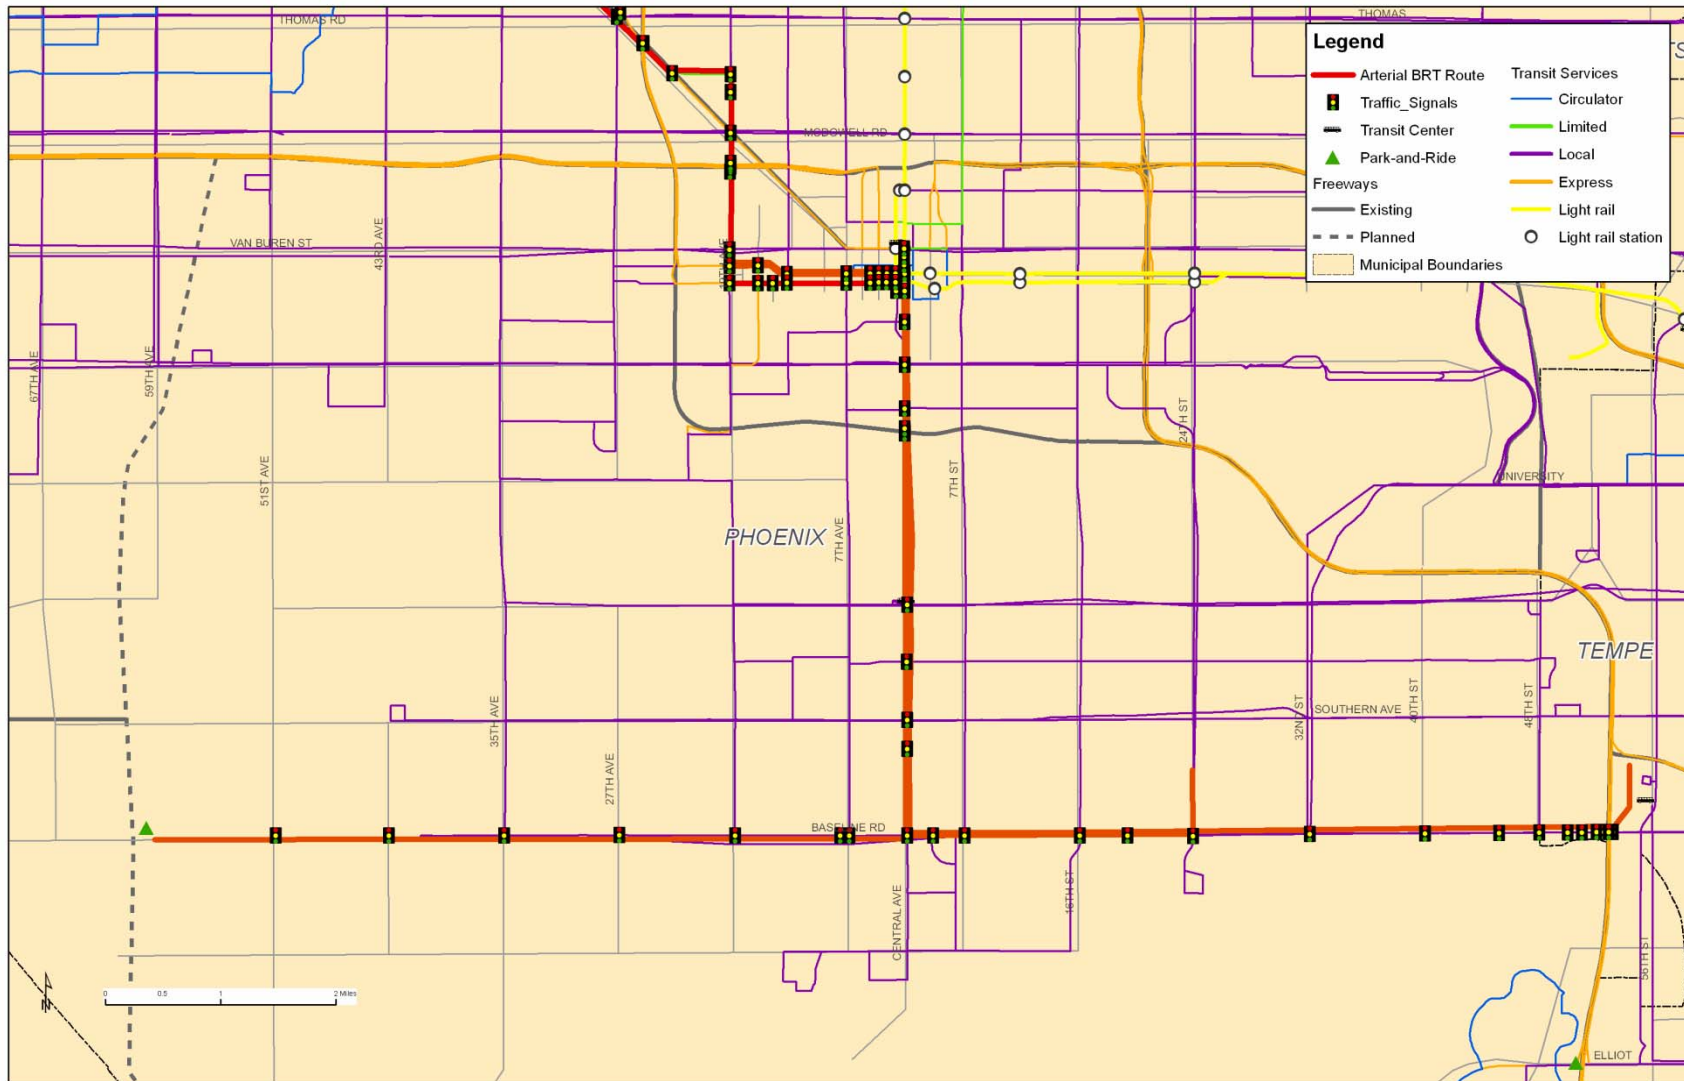 THOMAS RD
THOMAS
Legend
Arterial BRT Route
Traffic_Signals
Transit Center
Park-and-Ride
Freeways
Existing
Planned
Municipal Boundaries
Transit Services
Circulator
Limited
Local
Express
Light rail
Light rail station
MCDOWELL RD
VAN BUREN ST
43RD AVE
19TH AVE
67TH AVE
59TH AVE
51ST AVE
24TH ST
7TH ST
UNIVERSITY
PHOENIX
7TH AVE
TEMPE
35TH AVE
27TH AVE
SOUTHERN AVE
32ND ST
40TH ST
48TH ST
BASELINE RD
CENTRAL AVE
16TH ST
56TH ST
ELLIOT
N
0 0.5 1 2 Miles